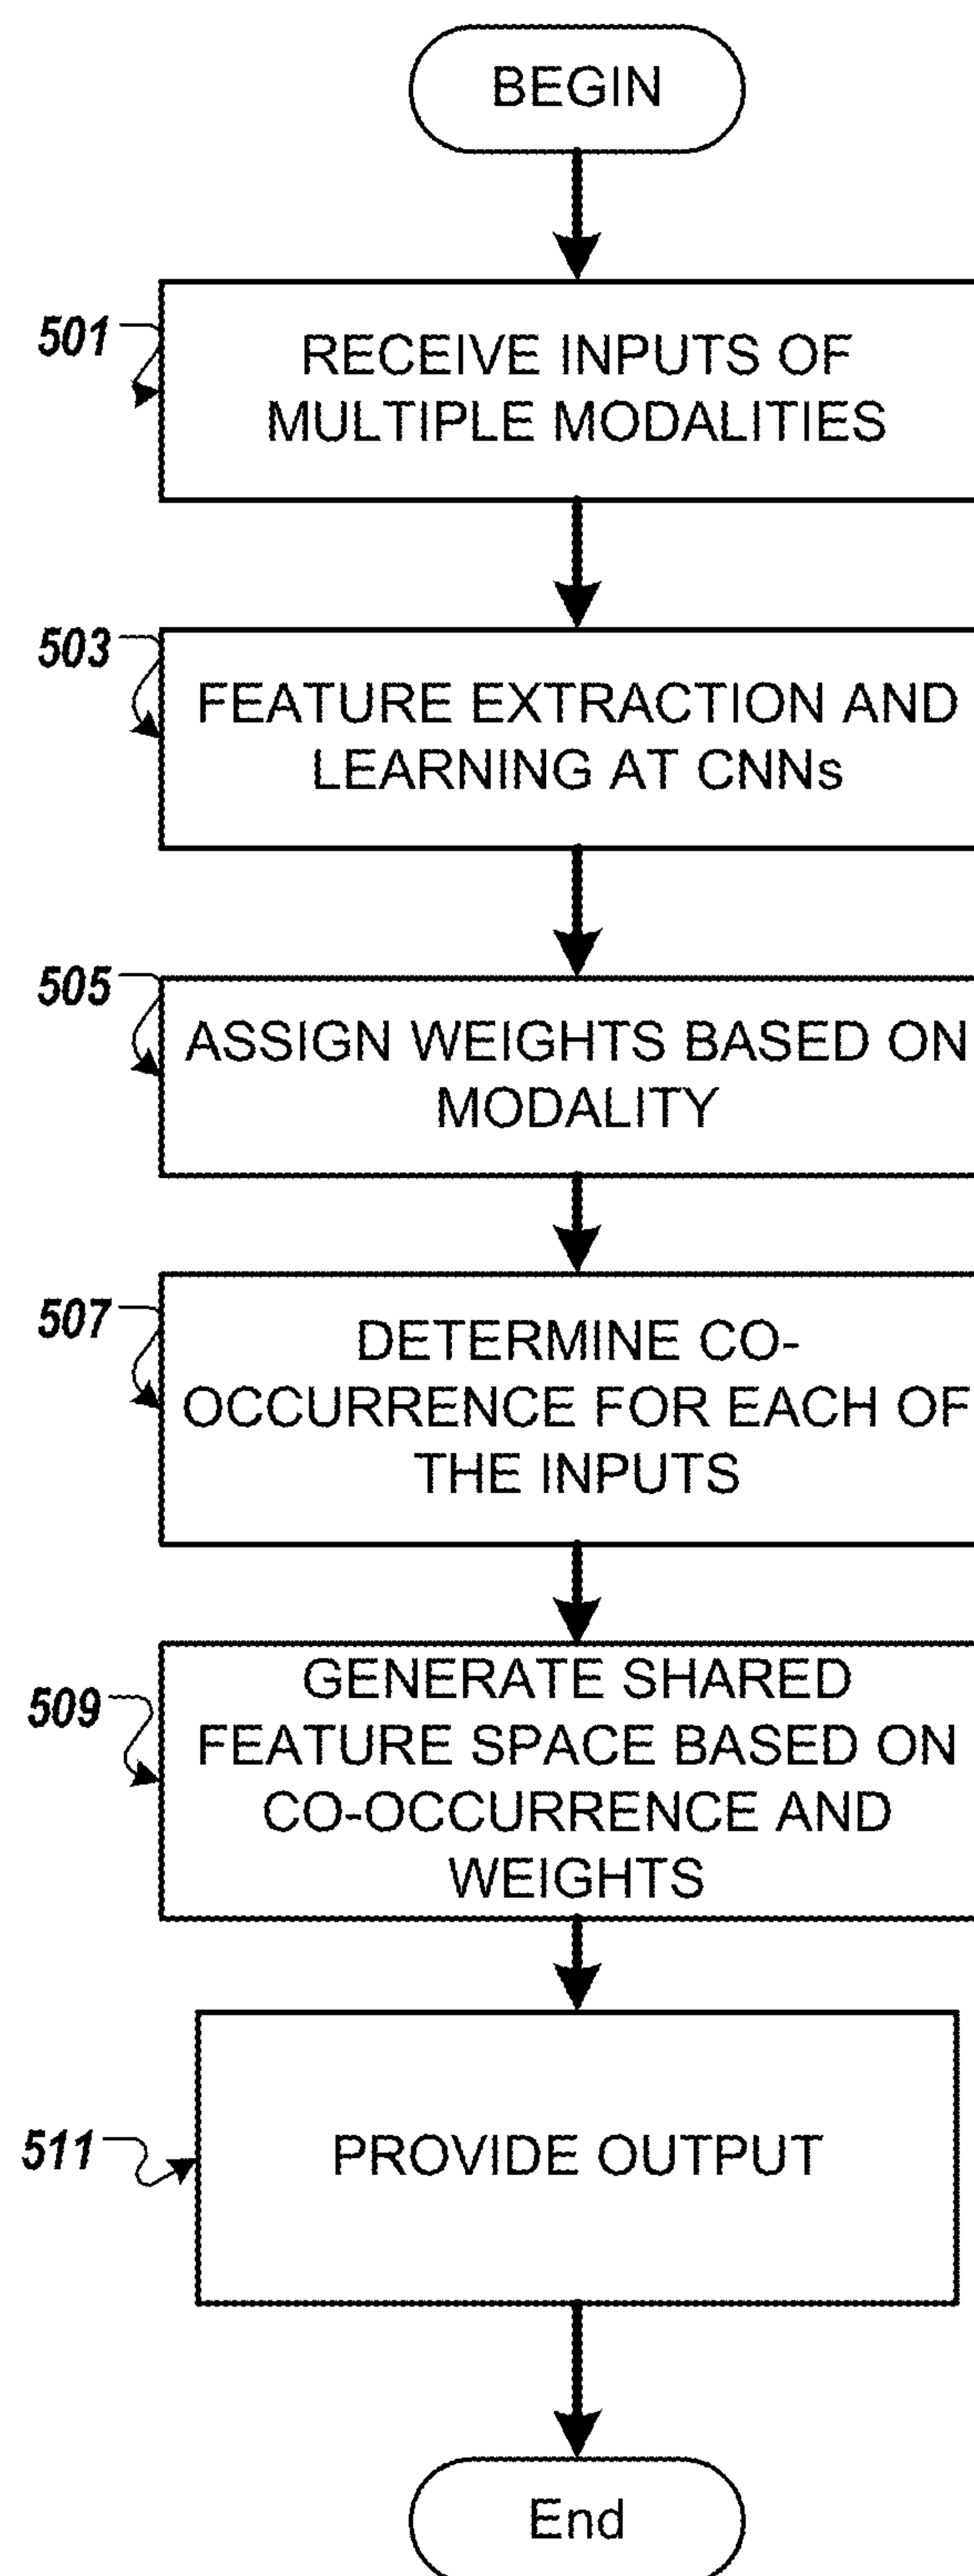 BEGIN
501
RECEIVE INPUTS OF
MULTIPLE MODALITIES
503
FEATURE EXTRACTION AND
LEARNING AT CNNs
505
ASSIGN WEIGHTS BASED ON
MODALITY
507
DETERMINE CO-
OCCURRENCE FOR EACH OF
THE INPUTS
509
GENERATE SHARED
FEATURE SPACE BASED ON
CO-OCCURRENCE AND
WEIGHTS
511
PROVIDE OUTPUT
End